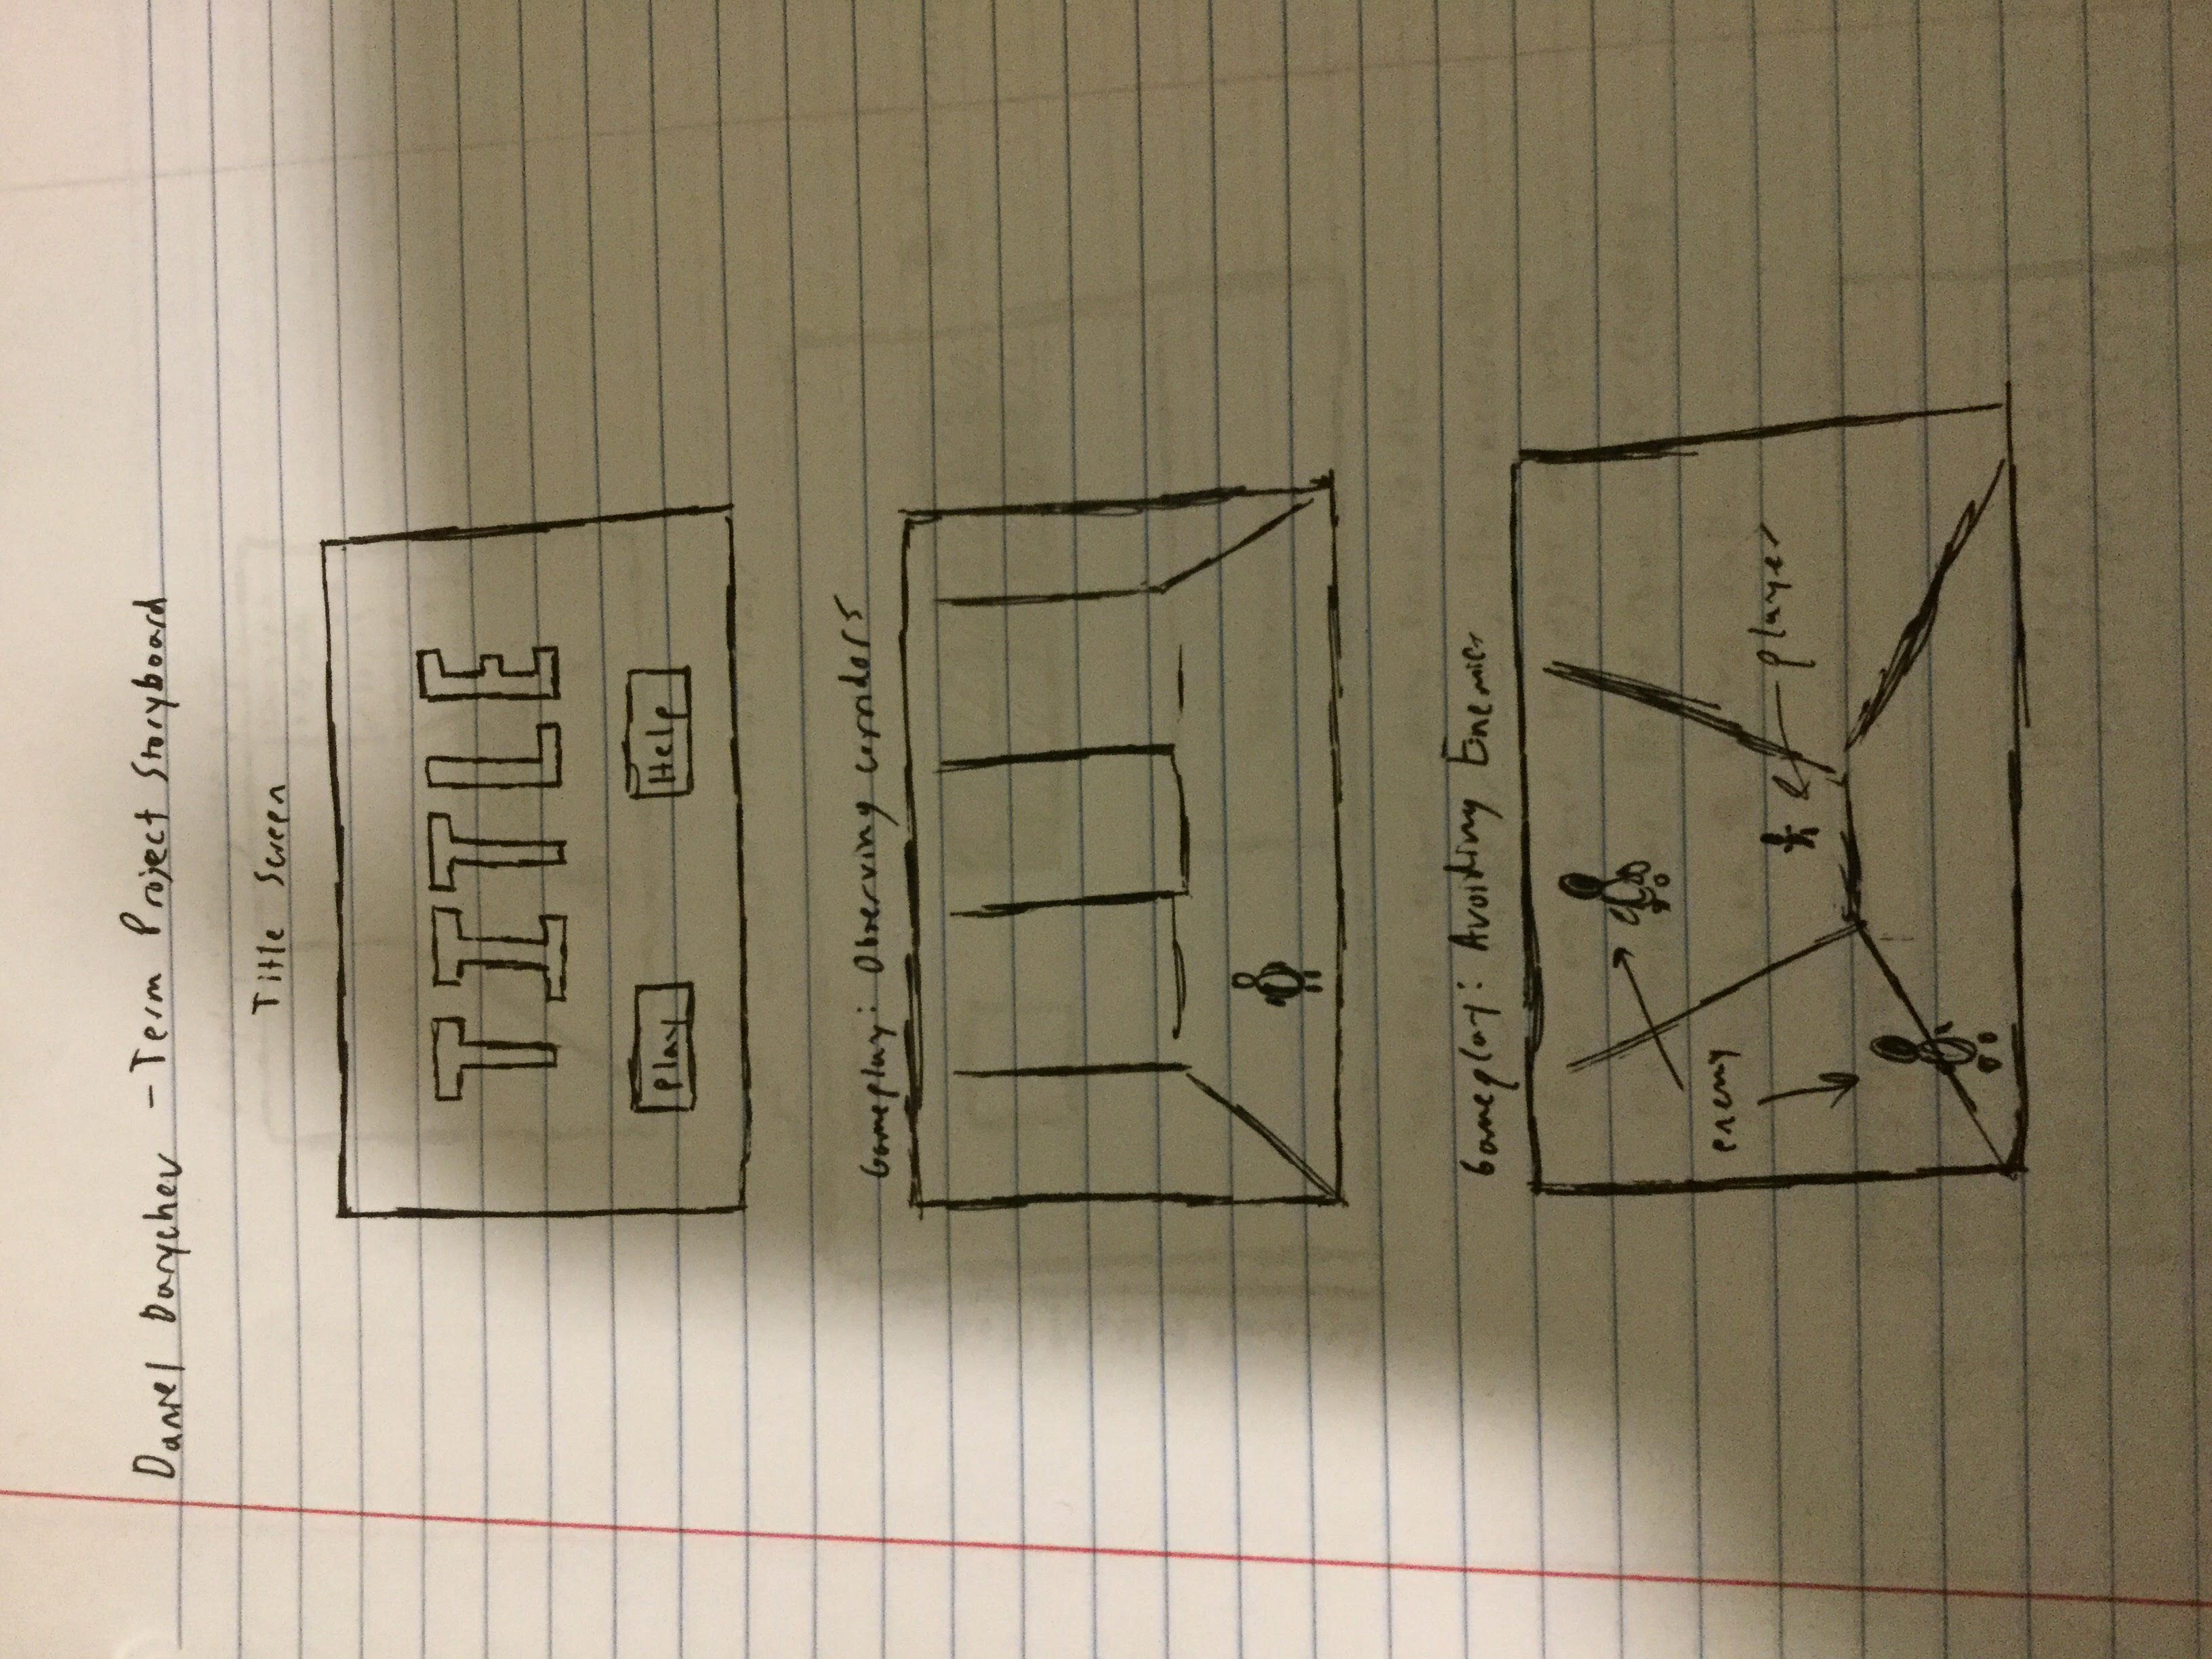 Daniel Darychev - Term Project Storyboard
Title Screen
TITLE
Play Help
Gameplay: Observing corridors
Gameplay: Avoiding Enemies
enemy
player